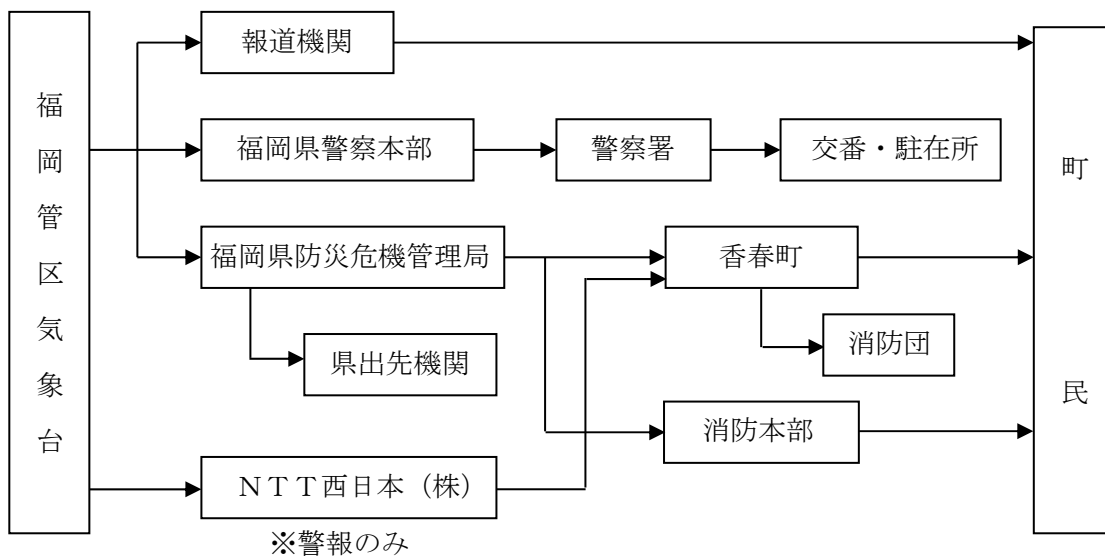 福岡管区気象台
報道機関
福岡県警察本部
警察署
交番・駐在所
福岡県防災危機管理局
香春町
県出先機関
消防団
消防本部
ＮＴＴ西日本（株）
※警報のみ
町民